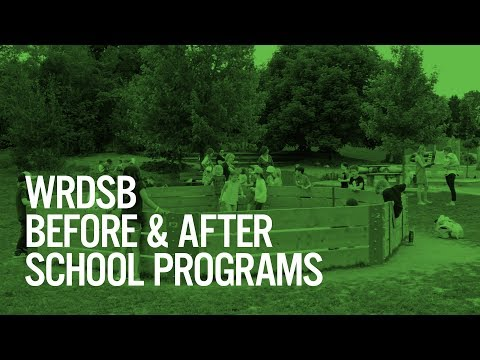 WRDSB
BEFORE & AFTER
SCHOOL PROGRAMS